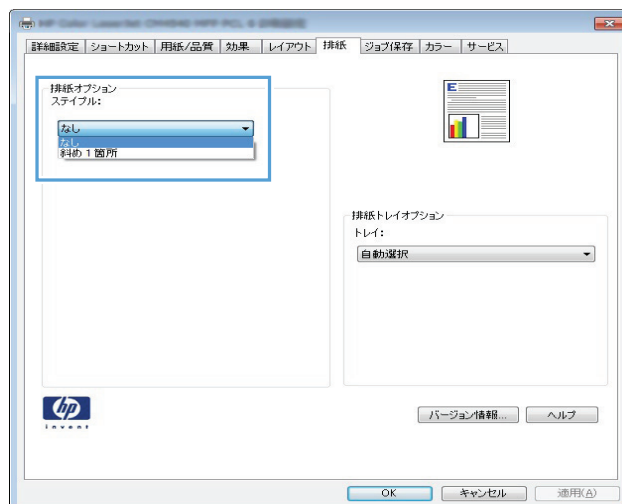 詳細設定 ショートカット 用紙/品質 効果 レイアウト 排紙 ジョブ保存 カラー サービス
排紙オプション
ステイプル:
なし
なし
斜め 1 箇所
E
排紙トレイオプション
トレイ:
自動選択
hp
invent
バージョン情報... ヘルプ
OK キャンセル 適用(A)